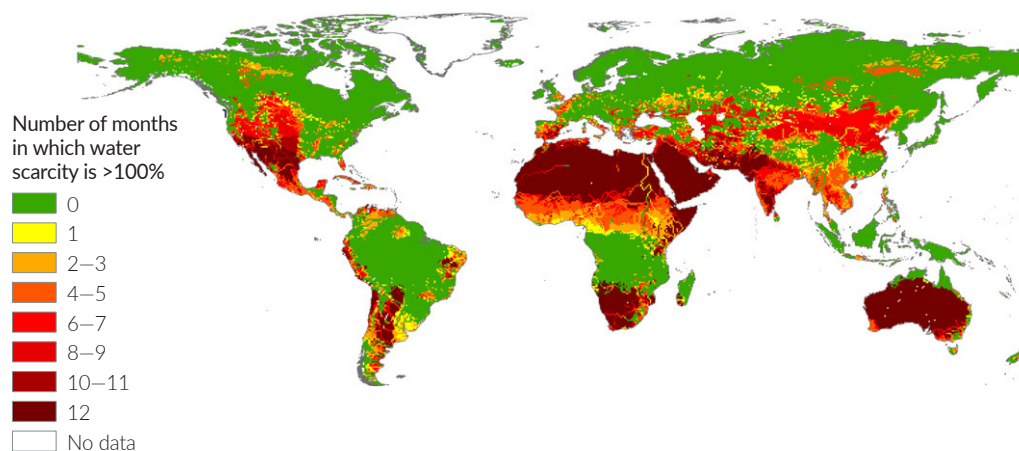 Number of months
in which water
scarcity is >100%
0
1
2—3
4—5
6—7
8—9
10—11
12
No data